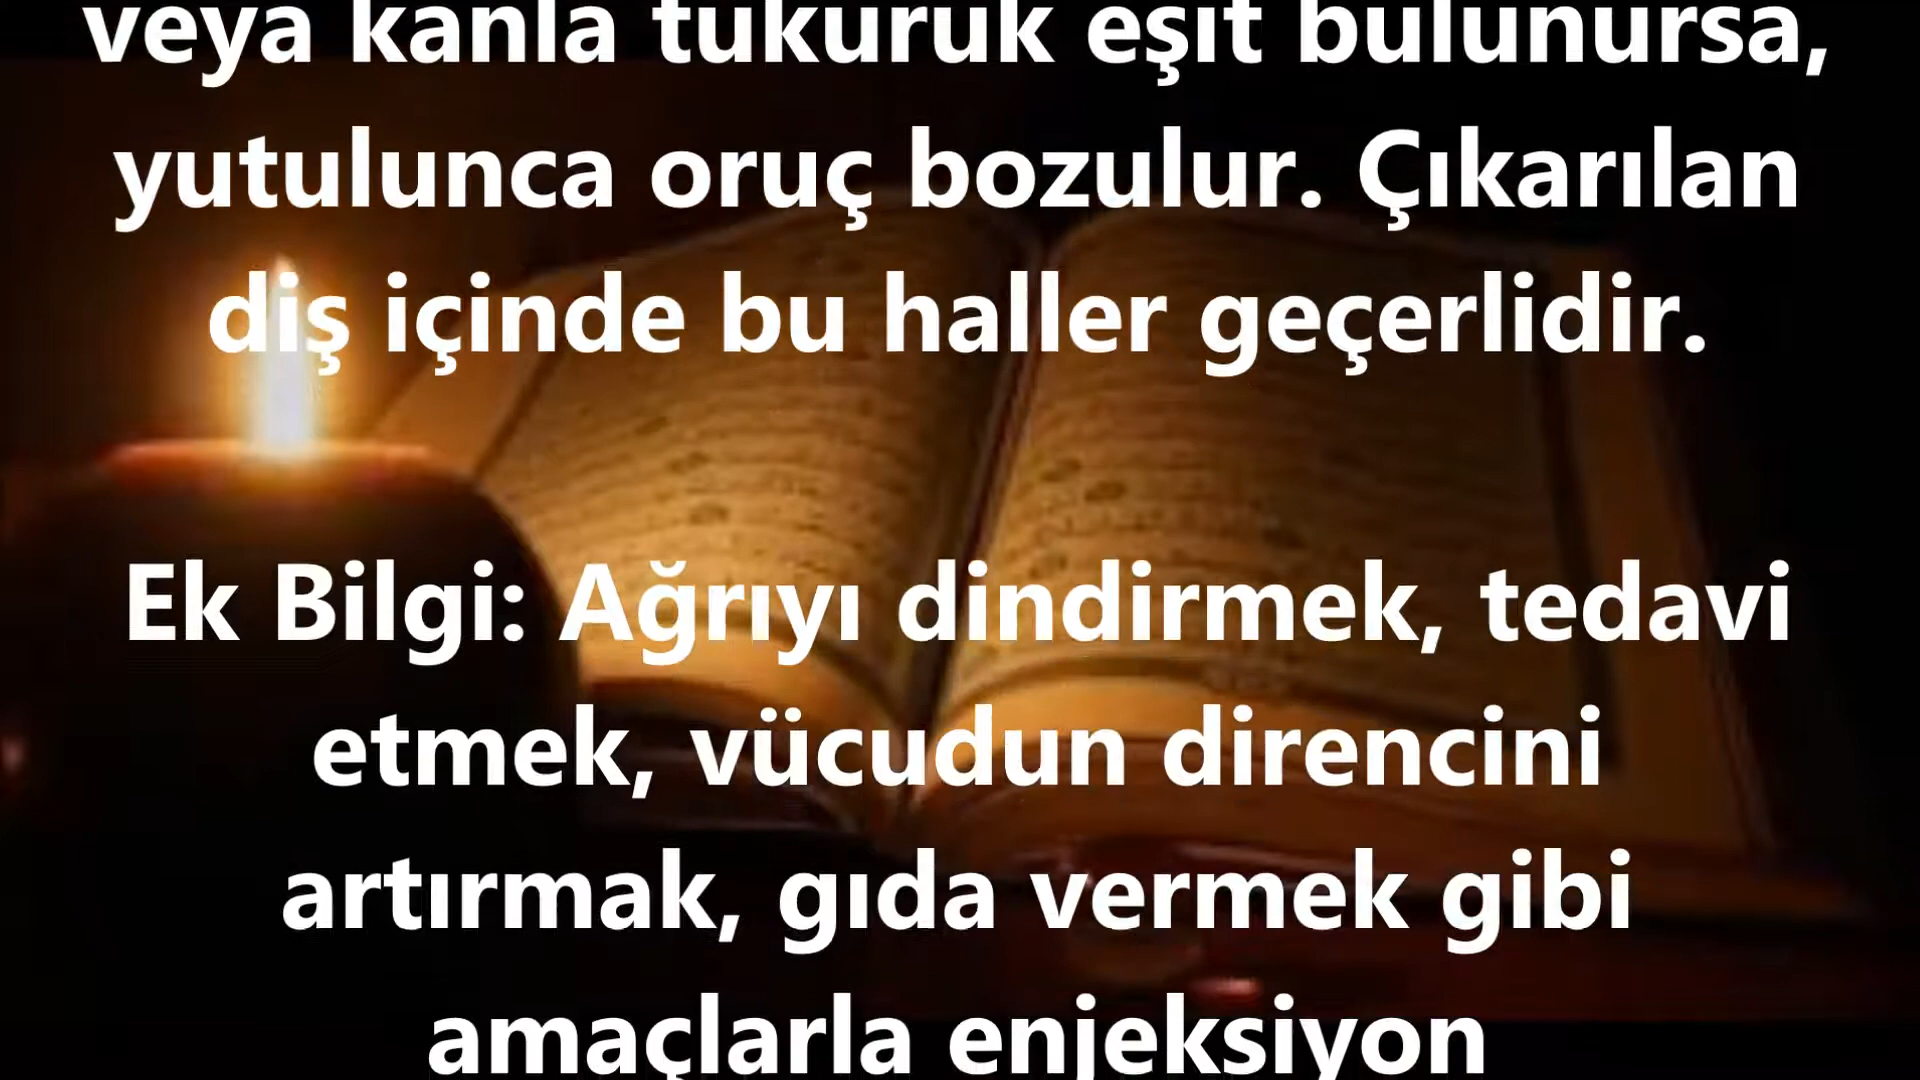 veya kanla tükürük eşit bulunursa,
yutulunca oruç bozulur. Çıkarılan
diş içinde bu haller geçerlidir.
Ek Bilgi: Ağrıyı dindirmek, tedavi
etmek, vücudun direncini
artırmak, gıda vermek gibi
amaçlarla enjeksiyon